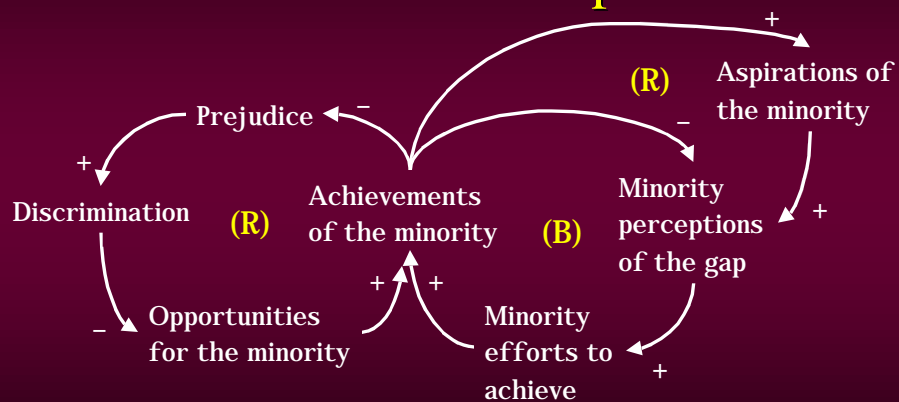 +
Aspirations of
the minority
(R)
Prejudice
−
−
+
Discrimination
(R)
Achievements
of the minority
(B)
Minority
perceptions
of the gap
+
−
Opportunities
for the minority
+
+
Minority
efforts to
achieve
+